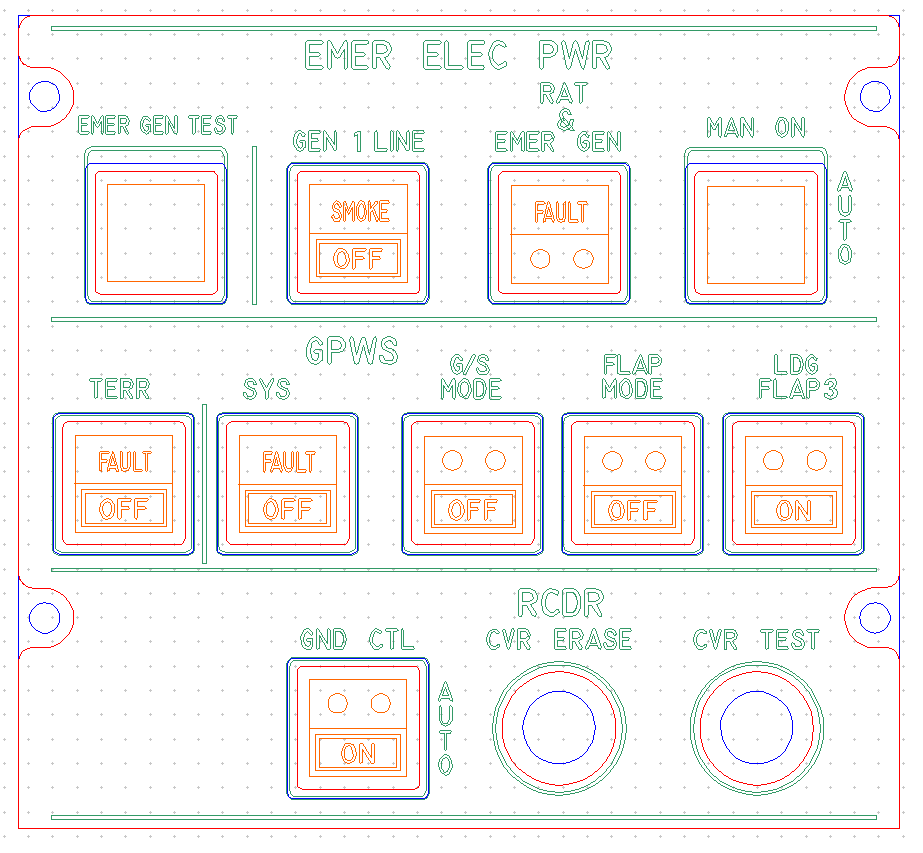 EMER ELEC PWR
RAT
&
EMER GEN TEST
GEN 1 LINE
EMER GEN
MAN ON
SMOKE
OFF
FAULT
AUTO
GPWS
TERR
SYS
G/S
MODE
FLAP
MODE
LDG
FLAP3
FAULT
OFF
FAULT
OFF
OFF
OFF
ON
RCDR
GND CTL
CVR ERASE
CVR TEST
ON
AUTO